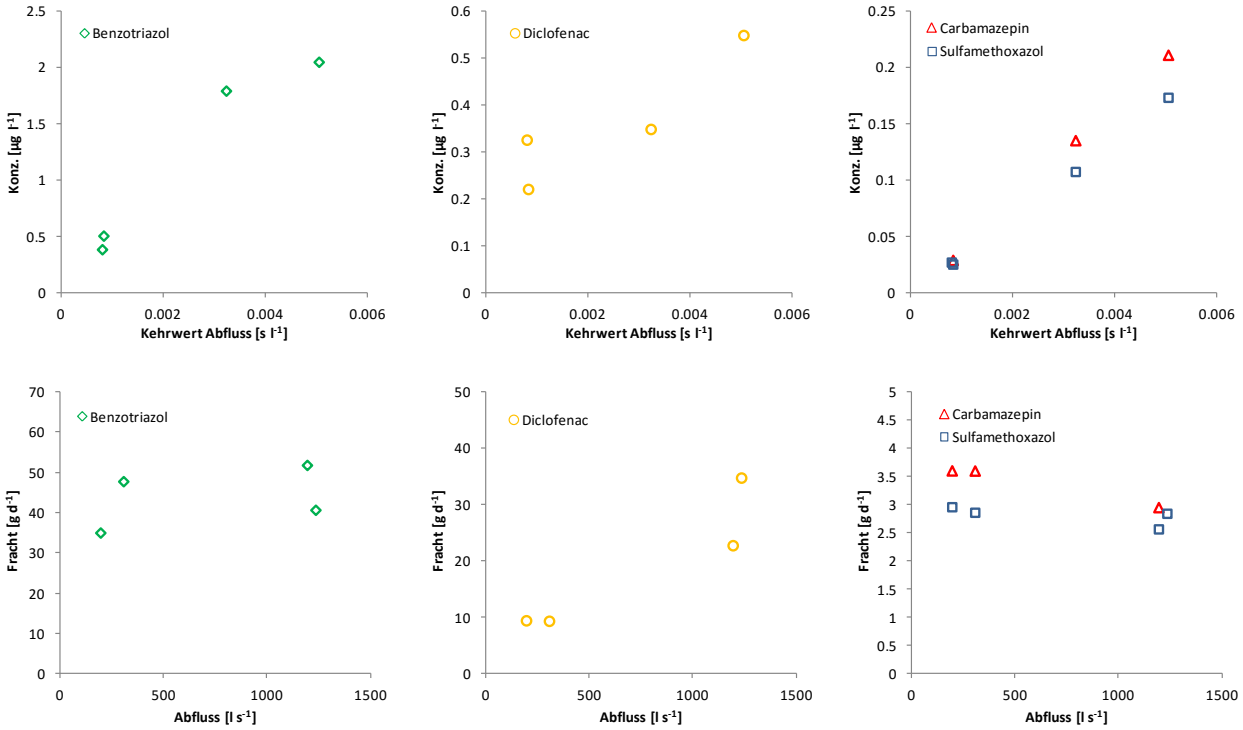 Benzotriazol
Konz. [µg l-1]
2.5
2
1.5
1
0.5
0
0 0.002 0.004 0.006
Kehrwert Abfluss [s l-1]
Diclofenac
Konz. [µg l-1]
0.6
0.5
0.4
0.3
0.2
0.1
0
0 0.002 0.004 0.006
Kehrwert Abfluss [s l-1]
Carbamazepin
Sulfamethoxazol
Konz. [µg l-1]
0.25
0.2
0.15
0.1
0.05
0
0 0.002 0.004 0.006
Kehrwert Abfluss [s l-1]
Benzotriazol
Fracht [g d-1]
70
60
50
40
30
20
10
0
0 500 1000 1500
Abfluss [l s-1]
Diclofenac
Fracht [g d-1]
50
40
30
20
10
0
0 500 1000 1500
Abfluss [l s-1]
Carbamazepin
Sulfamethoxazol
Fracht [g d-1]
5
4.5
4
3.5
3
2.5
2
1.5
1
0.5
0
0 500 1000 1500
Abfluss [l s-1]